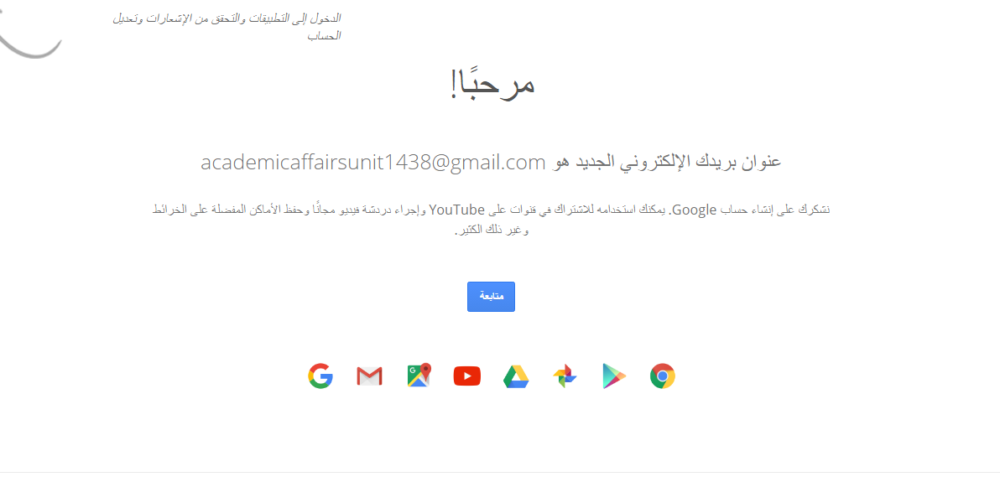 الدخول إلى التطبيقات والتحقق من الإشعارات وتعديل
الحساب
مرحبًا!
عنوان بريدك الإلكتروني الجديد هو academicaffairsunit1438@gmail.com
نشكرك على إنشاء حساب Google. يمكنك استخدامه للاشتراك في قنوات على YouTube وإجراء دردشة فيديو مجانًا وحفظ الأماكن المفضلة على الخرائط
وغير ذلك الكثير.
متابعة